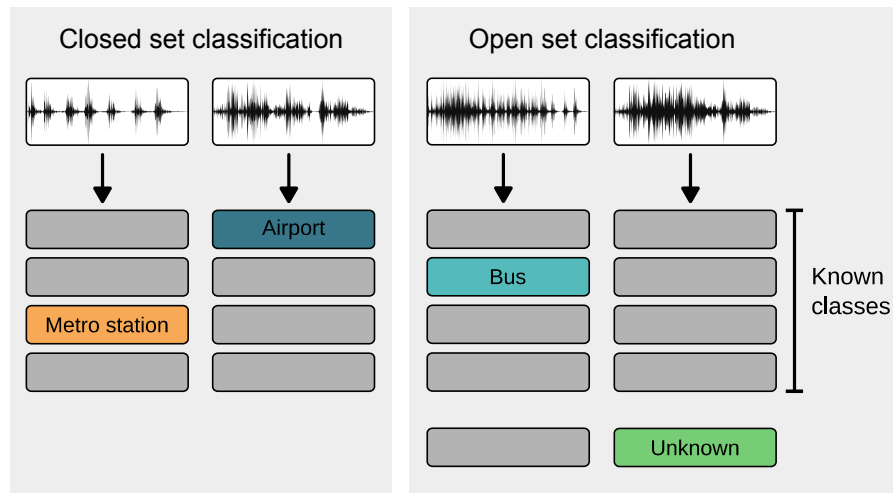 Closed set classification
Open set classification
Airport
Metro station
Bus
Unknown
Known
classes